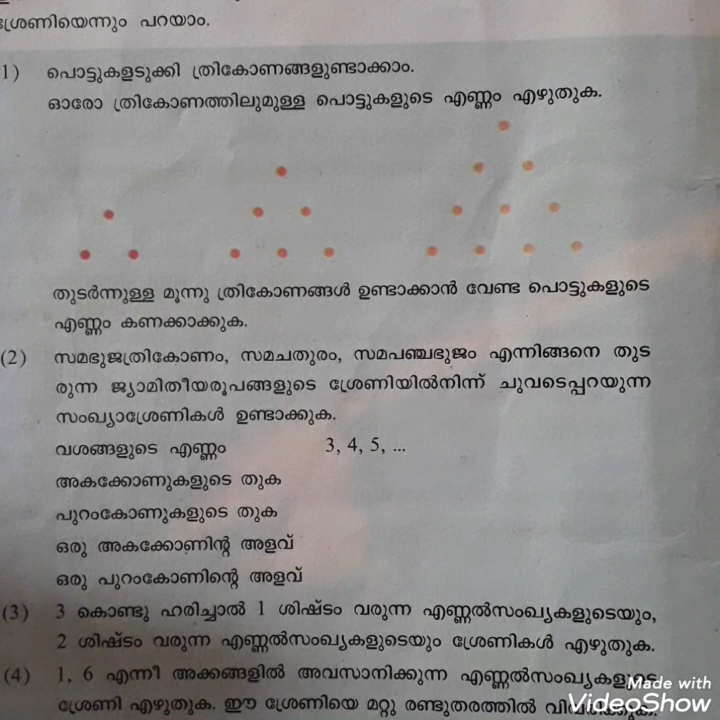 ശ്രേണിയെന്നും പറയാം.
1) പൊട്ടുകളടുക്കി ത്രികോണങ്ങളുണ്ടാക്കാം.
ഓരോ ത്രികോണത്തിലുമുള്ള പൊട്ടുകളുടെ എണ്ണം എഴുതുക.
തുടർന്നുള്ള മൂന്നു ത്രികോണങ്ങൾ ഉണ്ടാക്കാൻ വേണ്ട പൊട്ടുകളുടെ
എണ്ണം കണക്കാക്കുക.
(2) സമഭുജത്രികോണം, സമചതുരം, സമപഞ്ചഭുജം എന്നിങ്ങനെ തുട
രുന്ന ജ്യാമിതീയരൂപങ്ങളുടെ ശ്രേണിയിൽനിന്ന് ചുവടെപ്പറയുന്ന
സംഖ്യാശ്രേണികൾ ഉണ്ടാക്കുക.
വശങ്ങളുടെ എണ്ണം 3, 4, 5, ...
അകക്കോണുകളുടെ തുക
പുറംകോണുകളുടെ തുക
ഒരു അകക്കോണിന്റ അളവ്
ഒരു പുറംകോണിന്റെ അളവ്
(3) 3 കൊണ്ടു ഹരിച്ചാൽ 1 ശിഷ്ടം വരുന്ന എണ്ണൽസംഖ്യകളുടെയും,
2 ശിഷ്ടം വരുന്ന എണ്ണൽസംഖ്യകളുടെയും ശ്രേണികൾ എഴുതുക.
(4) 1, 6 എന്നീ അക്കങ്ങളിൽ അവസാനിക്കുന്ന എണ്ണൽസംഖ്യകളുടെ
ശ്രേണി എഴുതുക. ഈ ശ്രേണിയെ മറ്റു രണ്ടുതരത്തിൽ
Made with
VideoShow